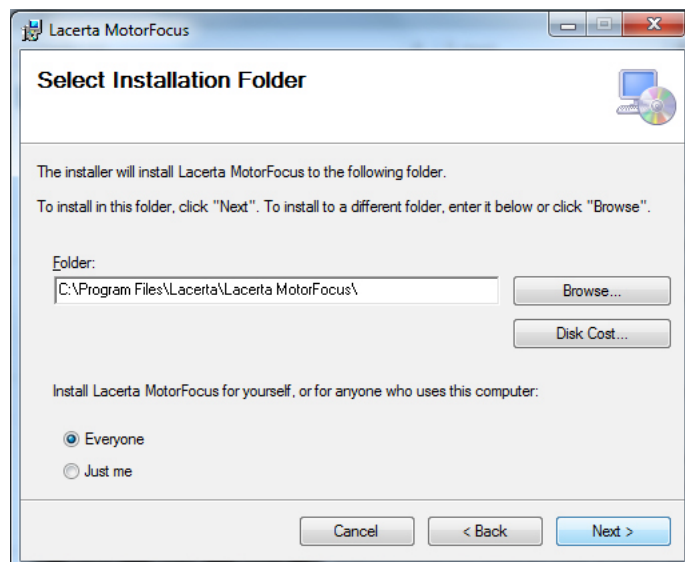 Lacerta MotorFocus
Select Installation Folder
The installer will install Lacerta MotorFocus to the following folder.
To install in this folder, click "Next". To install to a different folder, enter it below or click "Browse".
Folder:
C:\Program Files\Lacerta\Lacerta MotorFocus\
Browse...
Disk Cost...
Install Lacerta MotorFocus for yourself, or for anyone who uses this computer:
Everyone
Just me
Cancel
< Back
Next >